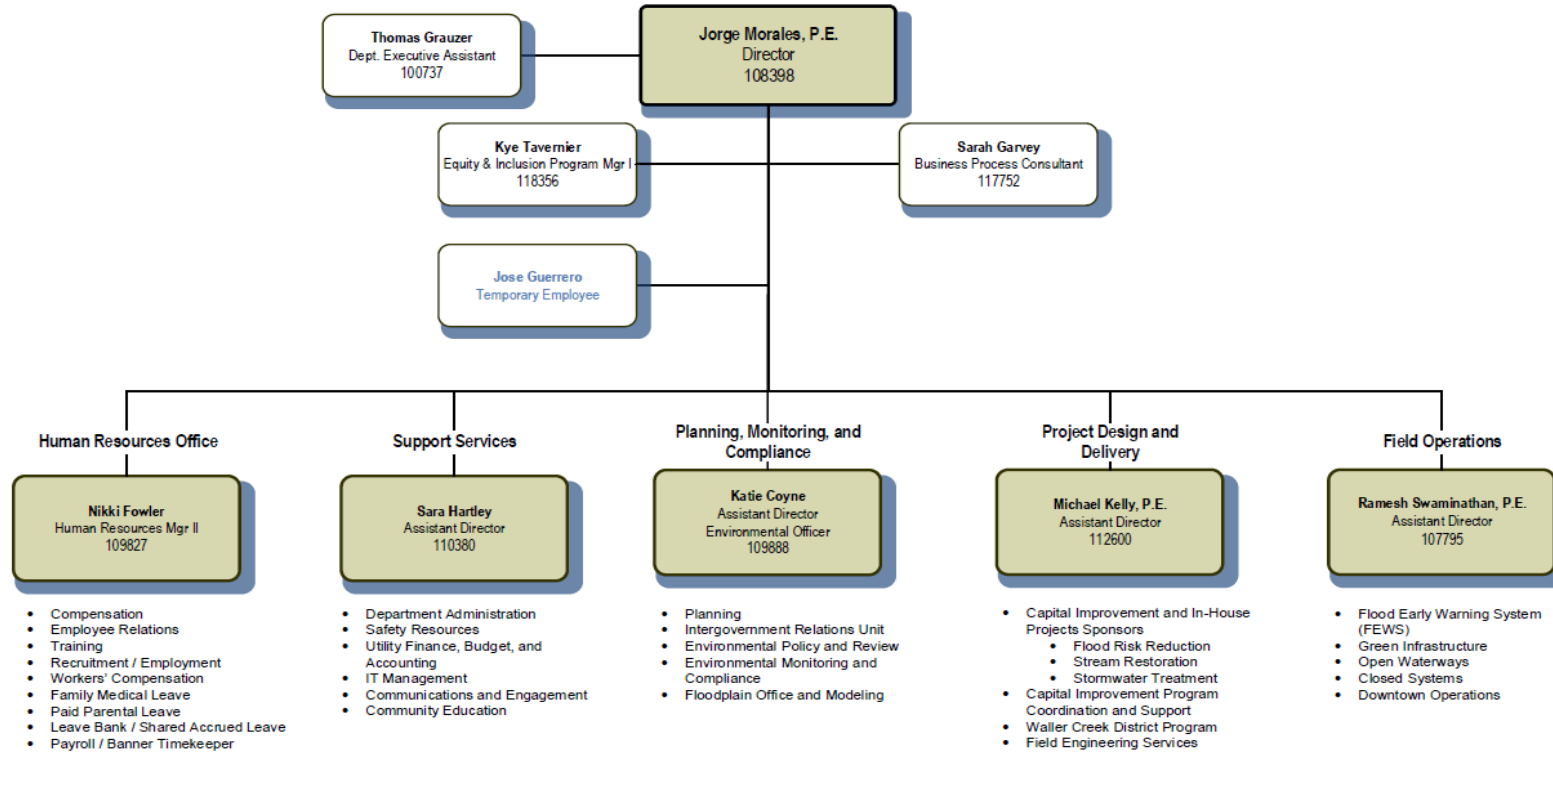 Thomas Grauzer
Dept. Executive Assistant
100737
Jorge Morales, P.E.
Director
108398
Kye Tavernier
Equity & Inclusion Program Mgr I
118356
Sarah Garvey
Business Process Consultant
117752
Jose Guerrero
Temporary Employee
Human Resources Office
Nikki Fowler
Human Resources Mgr II
109827
• Compensation
• Employee Relations
• Training
• Recruitment / Employment
• Workers' Compensation
• Family Medical Leave
• Paid Parental Leave
• Leave Bank / Shared Accrued Leave
• Payroll / Banner Timekeeper
Support Services
Sara Hartley
Assistant Director
110380
• Department Administration
• Safety Resources
• Utility Finance, Budget, and
Accounting
• IT Management
• Communications and Engagement
• Community Education
Planning, Monitoring, and
Compliance
Katie Coyne
Assistant Director
Environmental Officer
109888
• Planning
• Intergovernment Relations Unit
• Environmental Policy and Review
• Environmental Monitoring and
Compliance
• Floodplain Office and Modeling
Project Design and
Delivery
Michael Kelly, P.E.
Assistant Director
112600
• Capital Improvement and In-House
Projects Sponsors
• Flood Risk Reduction
• Stream Restoration
• Stormwater Treatment
• Capital Improvement Program
Coordination and Support
• Waller Creek District Program
• Field Engineering Services
Field Operations
Ramesh Swaminathan, P.E.
Assistant Director
107795
• Flood Early Warning System
(FEWS)
• Green Infrastructure
• Open Waterways
• Closed Systems
• Downtown Operations